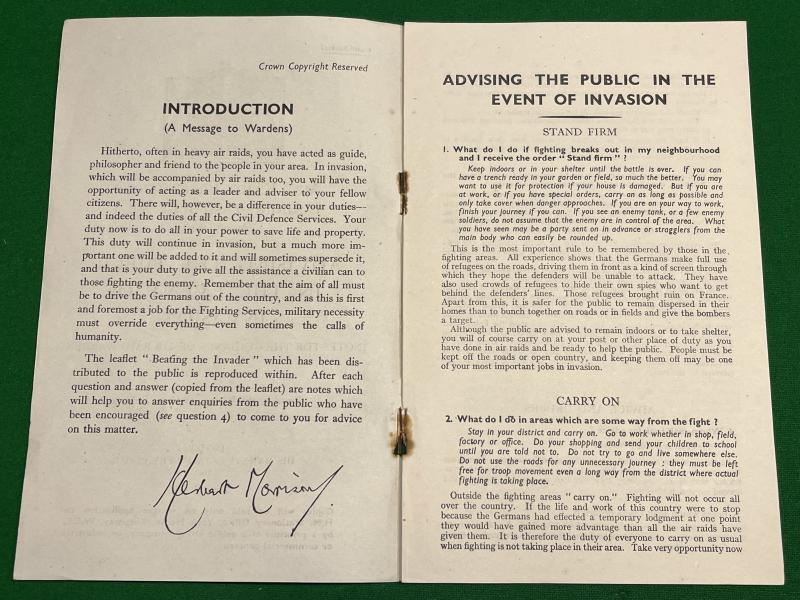 Crown Copyright Reserved
INTRODUCTION
(A Message to Wardens)
Hitherto, often in heavy air raids, you have acted as guide,
philosopher and friend to the people in your area. In invasion,
which will be accompanied by air raids too, you will have the
opportunity of acting as a leader and adviser to your fellow
citizens. There will, however, be a difference in your duties—
and indeed the duties of all the Civil Defence Services. Your
duty now is to do all in your power to save life and property.
This duty will continue in invasion, but a much more im-
portant one will be added to it and will sometimes supersede it,
and that is your duty to give all the assistance a civilian can to
those fighting the enemy. Remember that the aim of all must
be to drive the Germans out of the country, and as this is first
and foremost a job for the Fighting Services, military necessity
must override everything—even sometimes the calls of
humanity.
The leaflet “ Beating the Invader ” which has been dis-
tributed to the public is reproduced within. After each
question and answer (copied from the leaflet) are notes which
will help you to answer enquiries from the public who have
been encouraged (see question 4) to come to you for advice
on this matter.
Herbert Morrison
ADVISING THE PUBLIC IN THE
EVENT OF INVASION
STAND FIRM
1. What do I do if fighting breaks out in my neighbourhood
and I receive the order “ Stand firm ” ?
Keep indoors or in your shelter until the battle is over. If you can
have a trench ready in your garden or field, so much the better. You may
want to use it for protection if your house is damaged. But if you are
at work, or if you have special orders, carry on as long as possible and
only take cover when danger approaches. If you are on your way to work,
finish your journey if you can. If you see an enemy tank, or a few enemy
soldiers, do not assume that the enemy are in control of the area. What
you have seen may be a party sent on in advance or stragglers from the
main body who can easily be rounded up.
This is the most important rule to be remembered by those in the
fighting areas. All experience shows that the Germans make full use
of refugees on the roads, driving them in front as a kind of screen through
which they hope the defenders will be unable to attack. They have
also used crowds of refugees to hide their own spies who want to get
behind the defenders' lines. Those refugees brought ruin on France.
Apart from this, it is safer for the public to remain dispersed in their
homes than to bunch together on roads or in fields and give the bombers
a target.
Although the public are advised to remain indoors or to take shelter,
you will of course carry on at your post or other place of duty as you
have done in air raids and be ready to help the public. People must be
kept off the roads or open country, and keeping them off may be one
of your most important jobs in invasion.
CARRY ON
2. What do I do in areas which are some way from the fight ?
Stay in your district and carry on. Go to work whether in shop, field,
factory or office. Do your shopping and send your children to school
until you are told not to. Do not try to go and live somewhere else.
Do not use the roads for any unnecessary journey ; they must be left
free for troop movement even a long way from the district where actual
fighting is taking place.
Outside the fighting areas “ carry on.” Fighting will not occur all
over the country. If the life and work of this country were to stop
because the Germans had effected a temporary lodgment at one point
they would have gained more advantage than all the air raids have
given them. It is therefore the duty of everyone to carry on as usual
when fighting is not taking place in their area. Take very opportunity now